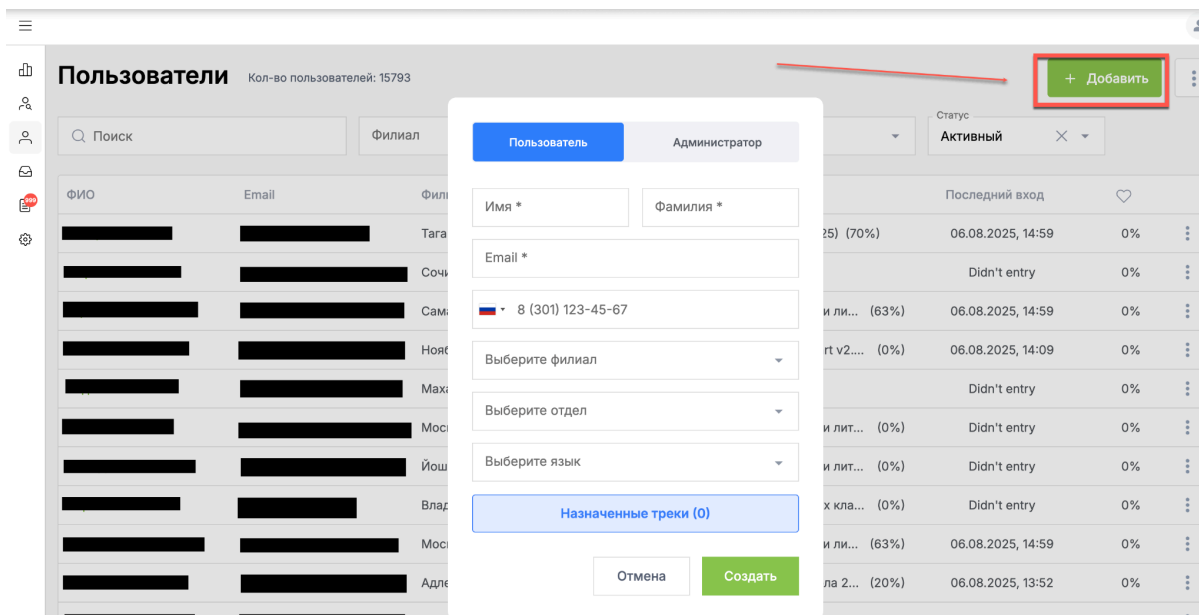 Пользователи Кол-во пользователей: 15793 + Добавить
Поиск Филиал Статус Активный
Пользователь Администратор
ФИО Email Последний вход
Имя * Фамилия *
25) (70%) 06.08.2025, 14:59 0%
Email *
Сочи Didn't entry 0%
8 (301) 123-45-67
и ли... (63%) 06.08.2025, 14:59 0%
rt v2.... (0%) 06.08.2025, 14:09 0%
Выберите филиал
Didn't entry 0%
Выберите отдел
и лит... (0%) Didn't entry 0%
Выберите язык
и лит... (0%) Didn't entry 0%
х кла... (0%) Didn't entry 0%
Назначенные треки (0)
и ли... (63%) 06.08.2025, 14:59 0%
Отмена Создать
ла 2... (20%) 06.08.2025, 13:52 0%
999